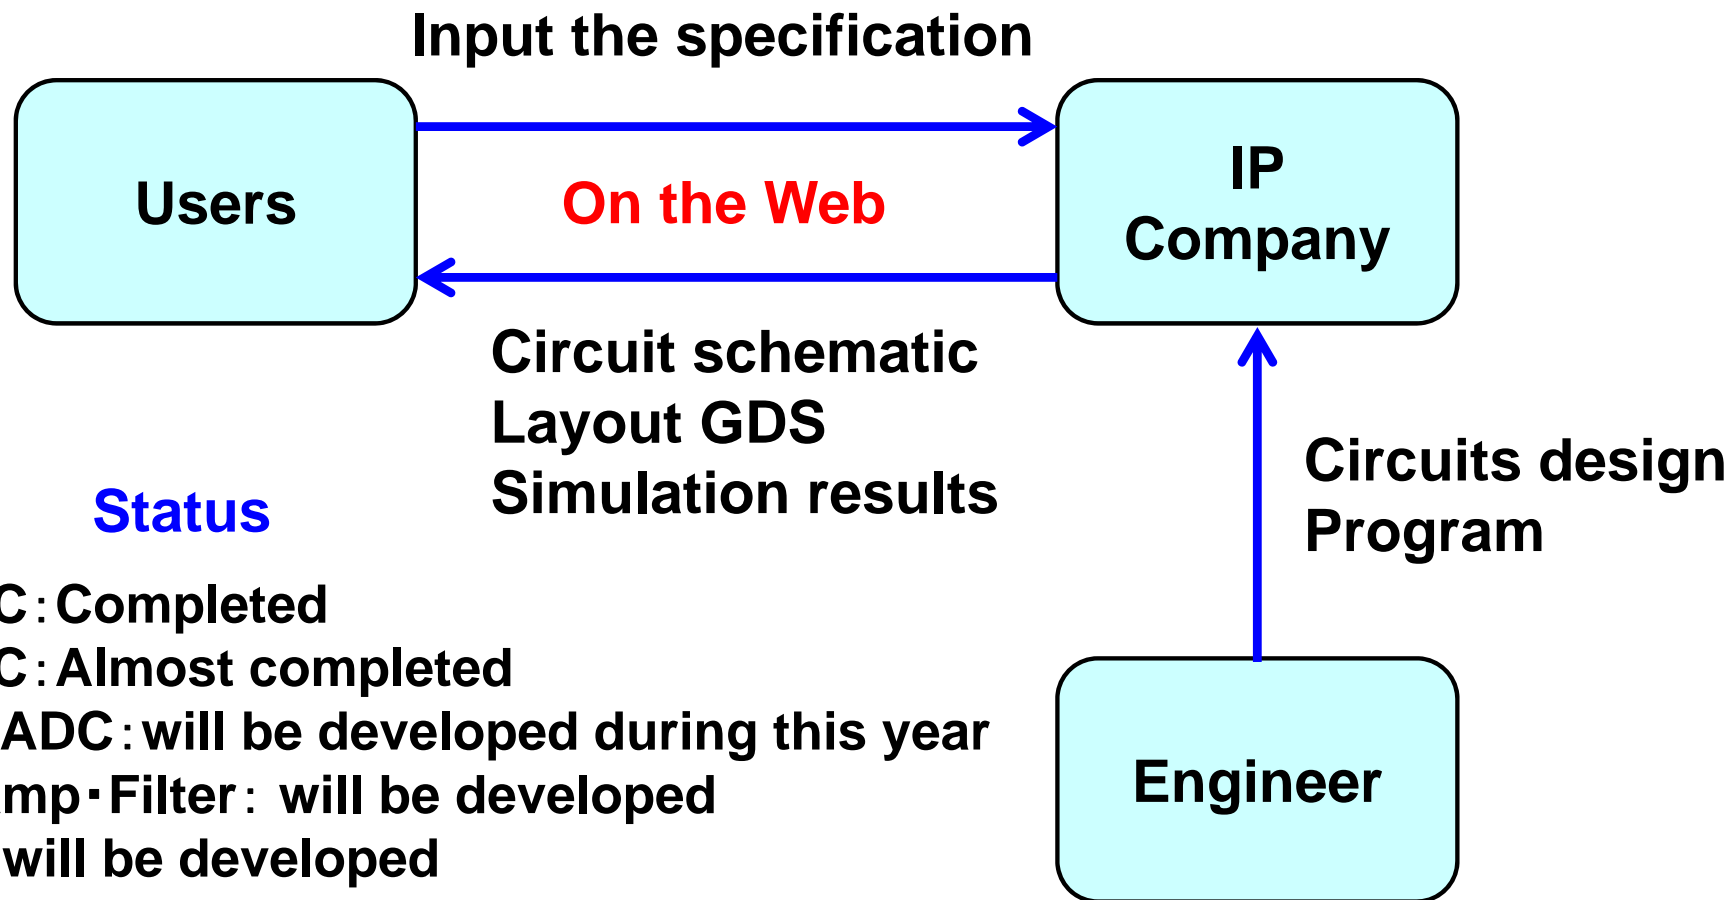 Input the specification
Users
On the Web
IP
Company
Circuit schematic
Layout GDS
Simulation results
Circuits design
Program
Status
C:Completed
C:Almost completed
ADC:will be developed during this year
mp・Filter: will be developed
will be developed
Engineer